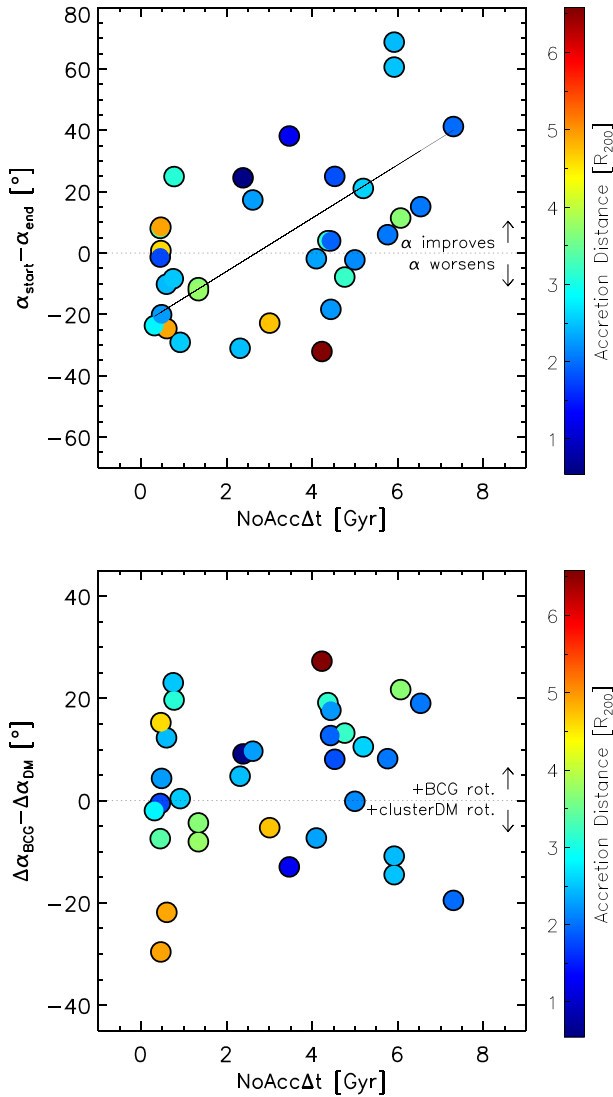 80
60
40
20
0
−20
−40
−60
α_start−α_end [°]
α improves ↑
α worsens ↓
0 2 4 6 8
NoAccΔt [Gyr]
6
5
4
3
2
1
Accretion Distance [R_200]
40
20
0
−20
−40
Δα_BCG−Δα_DM [°]
+BCG rot. ↑
+clusterDM rot. ↓
0 2 4 6 8
NoAccΔt [Gyr]
6
5
4
3
2
1
Accretion Distance [R_200]